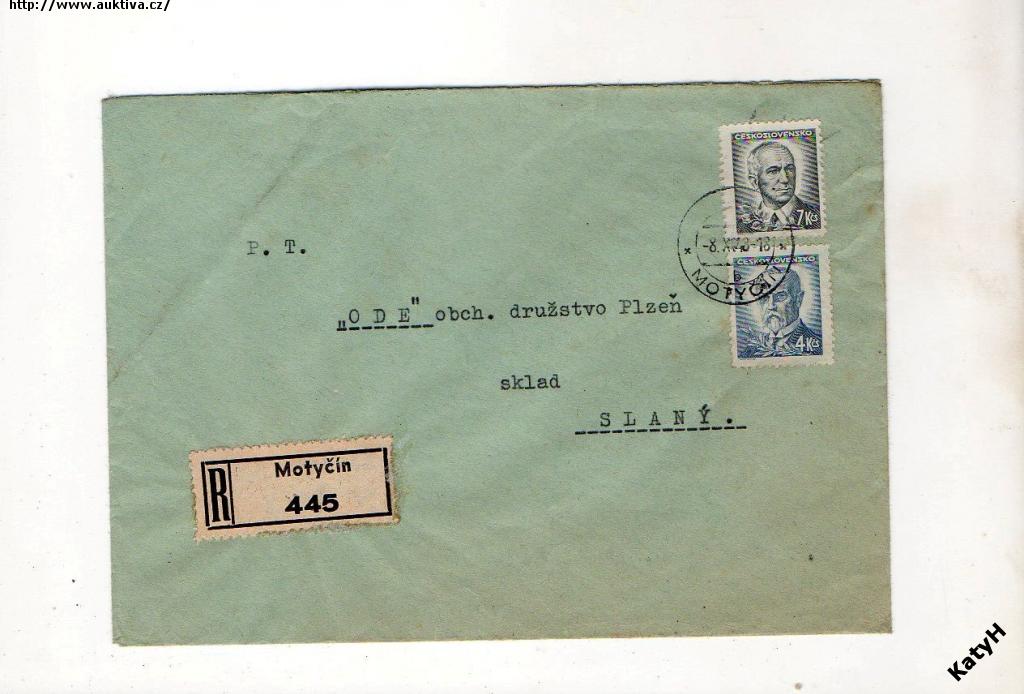 http://www.auktiva.cz/
ČESKOSLOVENSKO
7Kčs
MOTYČÍN
ČESKOSLOVENSKO
4Kčs
P. T.
„O D E" obch. družstvo Plzeň
sklad
S L A N Ý .
R
Motyčín
445
KatyH